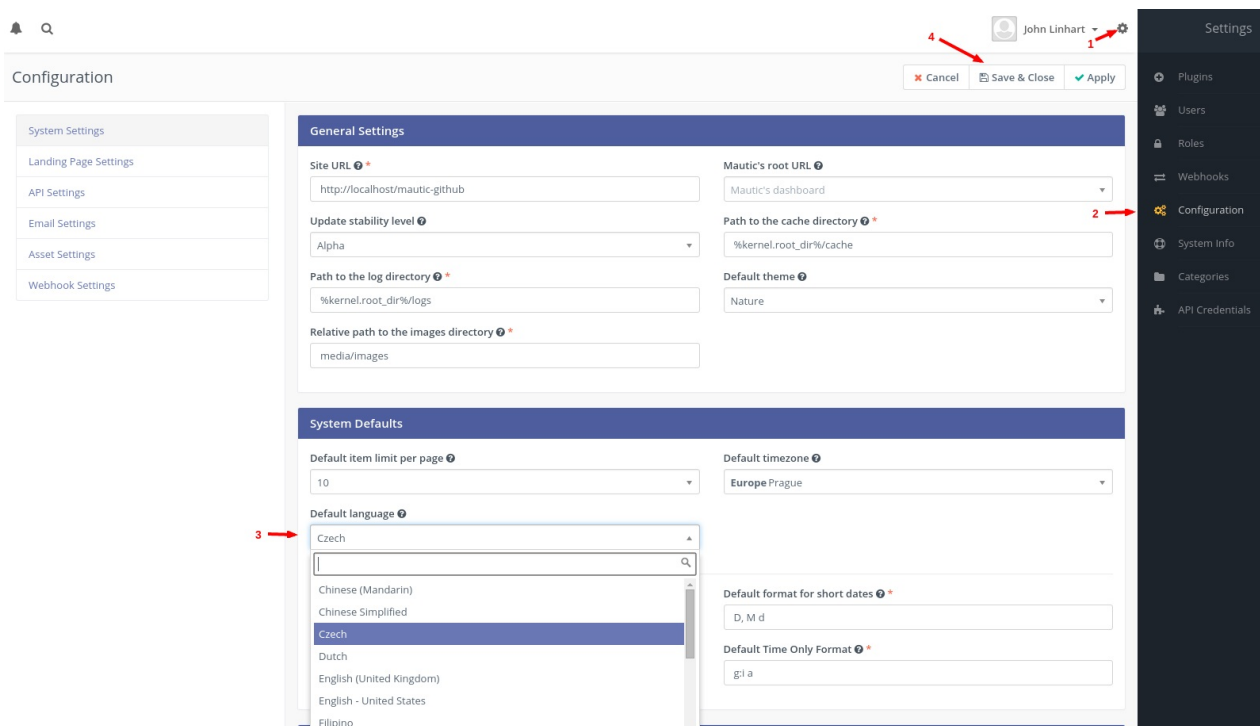 John Linhart
Settings
4
1
Configuration
Cancel
Save & Close
Apply
Plugins
Users
Roles
Webhooks
2
Configuration
System Info
Categories
API Credentials
System Settings
Landing Page Settings
API Settings
Email Settings
Asset Settings
Webhook Settings
General Settings
Site URL *
http://localhost/mautic-github
Mautic's root URL
Mautic's dashboard
Update stability level
Alpha
Path to the cache directory *
%kernel.root_dir%/cache
Path to the log directory *
%kernel.root_dir%/logs
Default theme
Nature
Relative path to the images directory *
media/images
System Defaults
Default item limit per page
10
Default timezone
Europe Prague
Default language
3
Czech
Chinese (Mandarin)
Chinese Simplified
Czech
Dutch
English (United Kingdom)
English - United States
Filipino
Default format for short dates *
D, M d
Default Time Only Format *
g:i a